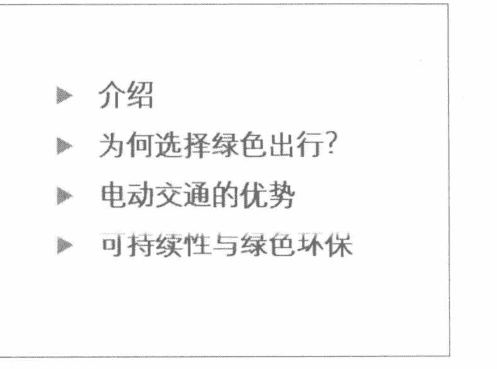 介绍
为何选择绿色出行?
电动交通的优势
可持续性与绿色环保